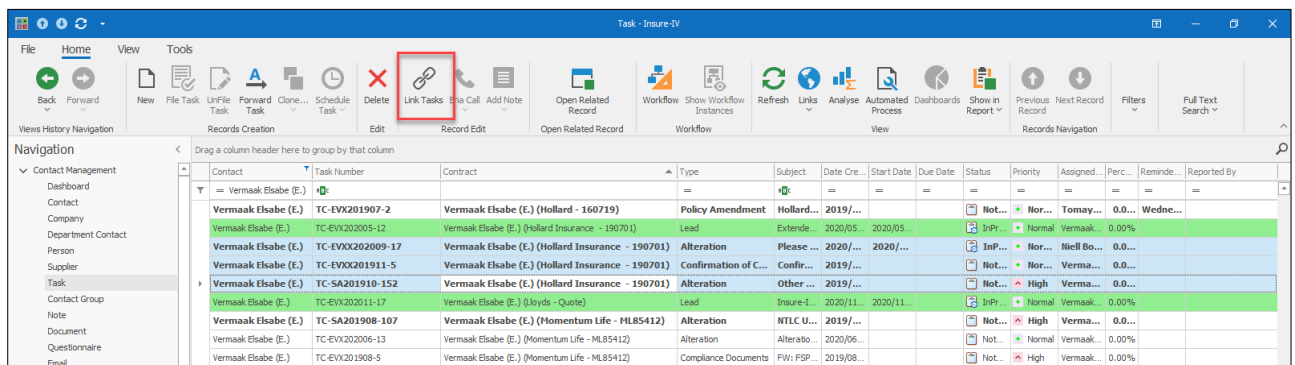 Task - Insure-IV
File Home View Tools
Back Forward New File Task UnFile Task Forward Task Clone... Schedule Task Delete Link Tasks Bria Call Add Note Open Related Record Workflow Show Workflow Instances Refresh Links Analyse Automated Process Dashboards Show in Report Previous Record Next Record Filters Full Text Search
Views History Navigation Records Creation Edit Record Edit Open Related Record Workflow View Records Navigation
Navigation Drag a column header here to group by that column
Contact Management
Dashboard
Contact
Company
Department Contact
Person
Supplier
Task
Contact Group
Note
Document
Questionnaire
Email
Contact Task Number Contract Type Subject Date Cre... Start Date Due Date Status Priority Assigned... Perc... Reminde... Reported By
= Vermaak Elsabe (E.) = = = = = = = = = =
Vermaak Elsabe (E.) TC-EVX201907-2 Vermaak Elsabe (E.) (Hollard - 160719) Policy Amendment Hollard... 2019/... Not... Nor... Tomay... 0.0... Wedne...
Vermaak Elsabe (E.) TC-EVX202005-12 Vermaak Elsabe (E.) (Hollard Insurance - 190701) Lead Extende... 2020/05... 2020/05... InPr... Normal Vermaak... 0.00%
Vermaak Elsabe (E.) TC-EVXX202009-17 Vermaak Elsabe (E.) (Hollard Insurance - 190701) Alteration Please ... 2020/... 2020/... InP... Nor... Niell Bo... 0.0...
Vermaak Elsabe (E.) TC-EVXX201911-5 Vermaak Elsabe (E.) (Hollard Insurance - 190701) Confirmation of C... Confir... 2019/... Not... Nor... Verma... 0.0...
Vermaak Elsabe (E.) TC-SA201910-152 Vermaak Elsabe (E.) (Hollard Insurance - 190701) Alteration Other ... 2019/... Not... High Verma... 0.0...
Vermaak Elsabe (E.) TC-EVX202011-17 Vermaak Elsabe (E.) (Lloyds - Quote) Lead Insure-I... 2020/11... 2020/11... InPr... Normal Vermaak... 0.00%
Vermaak Elsabe (E.) TC-SA201908-107 Vermaak Elsabe (E.) (Momentum Life - ML85412) Alteration NTLC U... 2019/... Not... High Verma... 0.0...
Vermaak Elsabe (E.) TC-EVX202006-13 Vermaak Elsabe (E.) (Momentum Life - ML85412) Alteration Alteratio... 2020/06... Not... Normal Vermaak... 0.00%
Vermaak Elsabe (E.) TC-EVX201908-5 Vermaak Elsabe (E.) (Momentum Life - ML85412) Compliance Documents FW: FSP... 2019/08... Not... High Vermaak... 0.00%